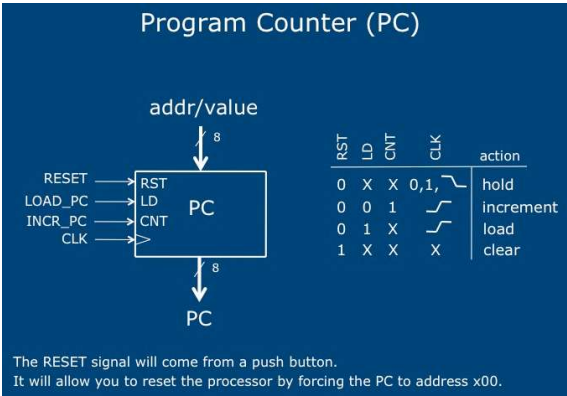 Program Counter (PC)
addr/value
8
RESET
RST
LOAD_PC
LD
INCR_PC
CNT
CLK
PC
8
PC
RST LD CNT CLK action
0 X X 0,1, hold
0 0 1 increment
0 1 X load
1 X X X clear
The RESET signal will come from a push button.
It will allow you to reset the processor by forcing the PC to address x00.